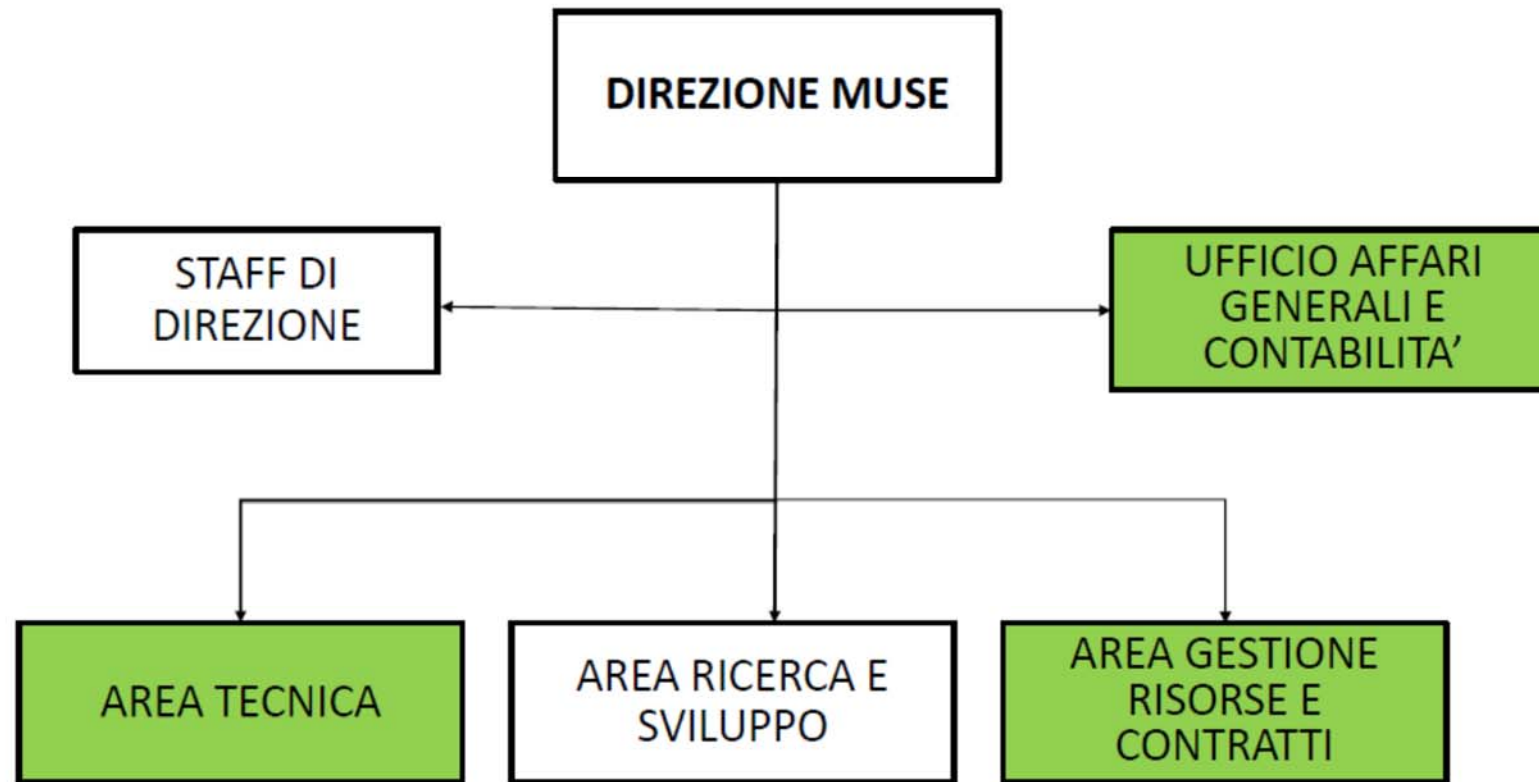 DIREZIONE MUSE
STAFF DI
DIREZIONE
UFFICIO AFFARI
GENERALI E
CONTABILITA’
AREA TECNICA
AREA RICERCA E
SVILUPPO
AREA GESTIONE
RISORSE E
CONTRATTI